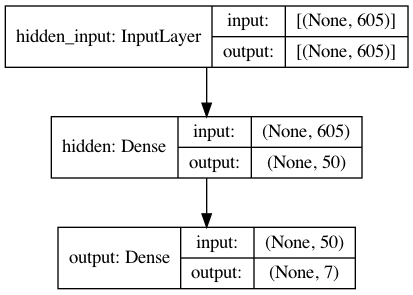 hidden_input: InputLayer
input: [(None, 605)]
output: [(None, 605)]
hidden: Dense
input: (None, 605)
output: (None, 50)
output: Dense
input: (None, 50)
output: (None, 7)